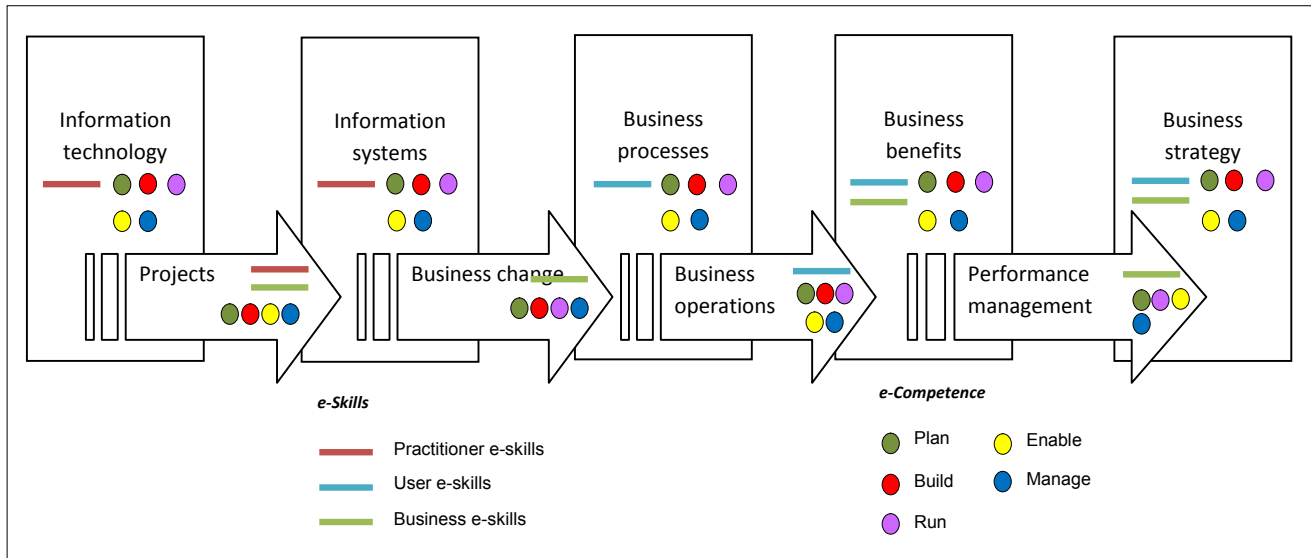 Information
technology
Information
systems
Business
processes
Business
benefits
Business
strategy
Projects
Business change
Business
operations
Performance
management
e-Skills
Practitioner e-skills
User e-skills
Business e-skills
e-Competence
Plan
Enable
Build
Manage
Run